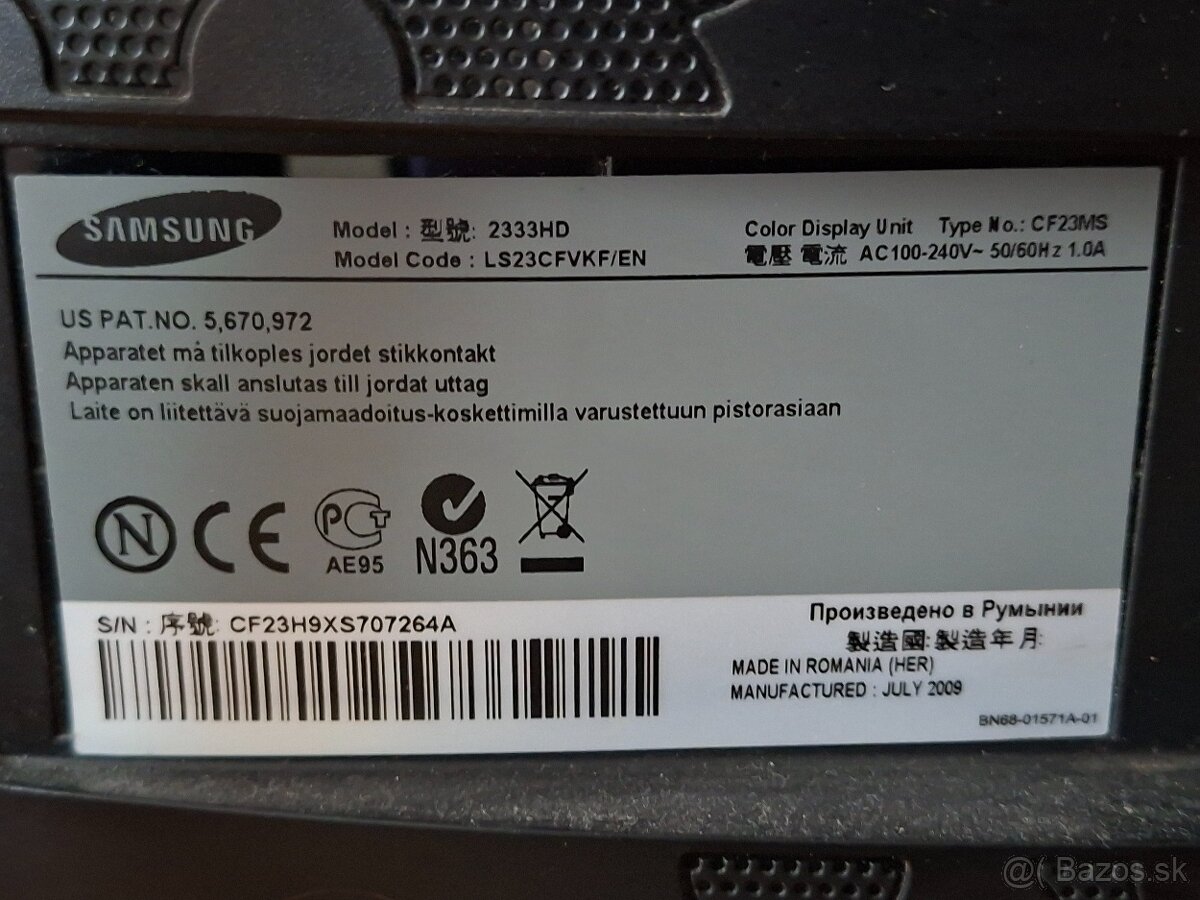 SAMSUNG
Model : 型號: 2333HD
Model Code : LS23CFVKF/EN
Color Display Unit Type No.: CF23MS
電壓 電流 AC100-240V~ 50/60Hz 1.0A
US PAT.NO. 5,670,972
Apparatet må tilkoples jordet stikkontakt
Apparaten skall anslutas till jordat uttag
Laite on liitettävä suojamaadoitus-koskettimilla varustettuun pistorasiaan
N CE PCT AE95 N363
S/N : 序號: CF23H9XS707264A
Произведено в Румынии
製造國:製造年月:
MADE IN ROMANIA (HER)
MANUFACTURED : JULY 2009
BN68-01571A-01
@( Bazos.sk